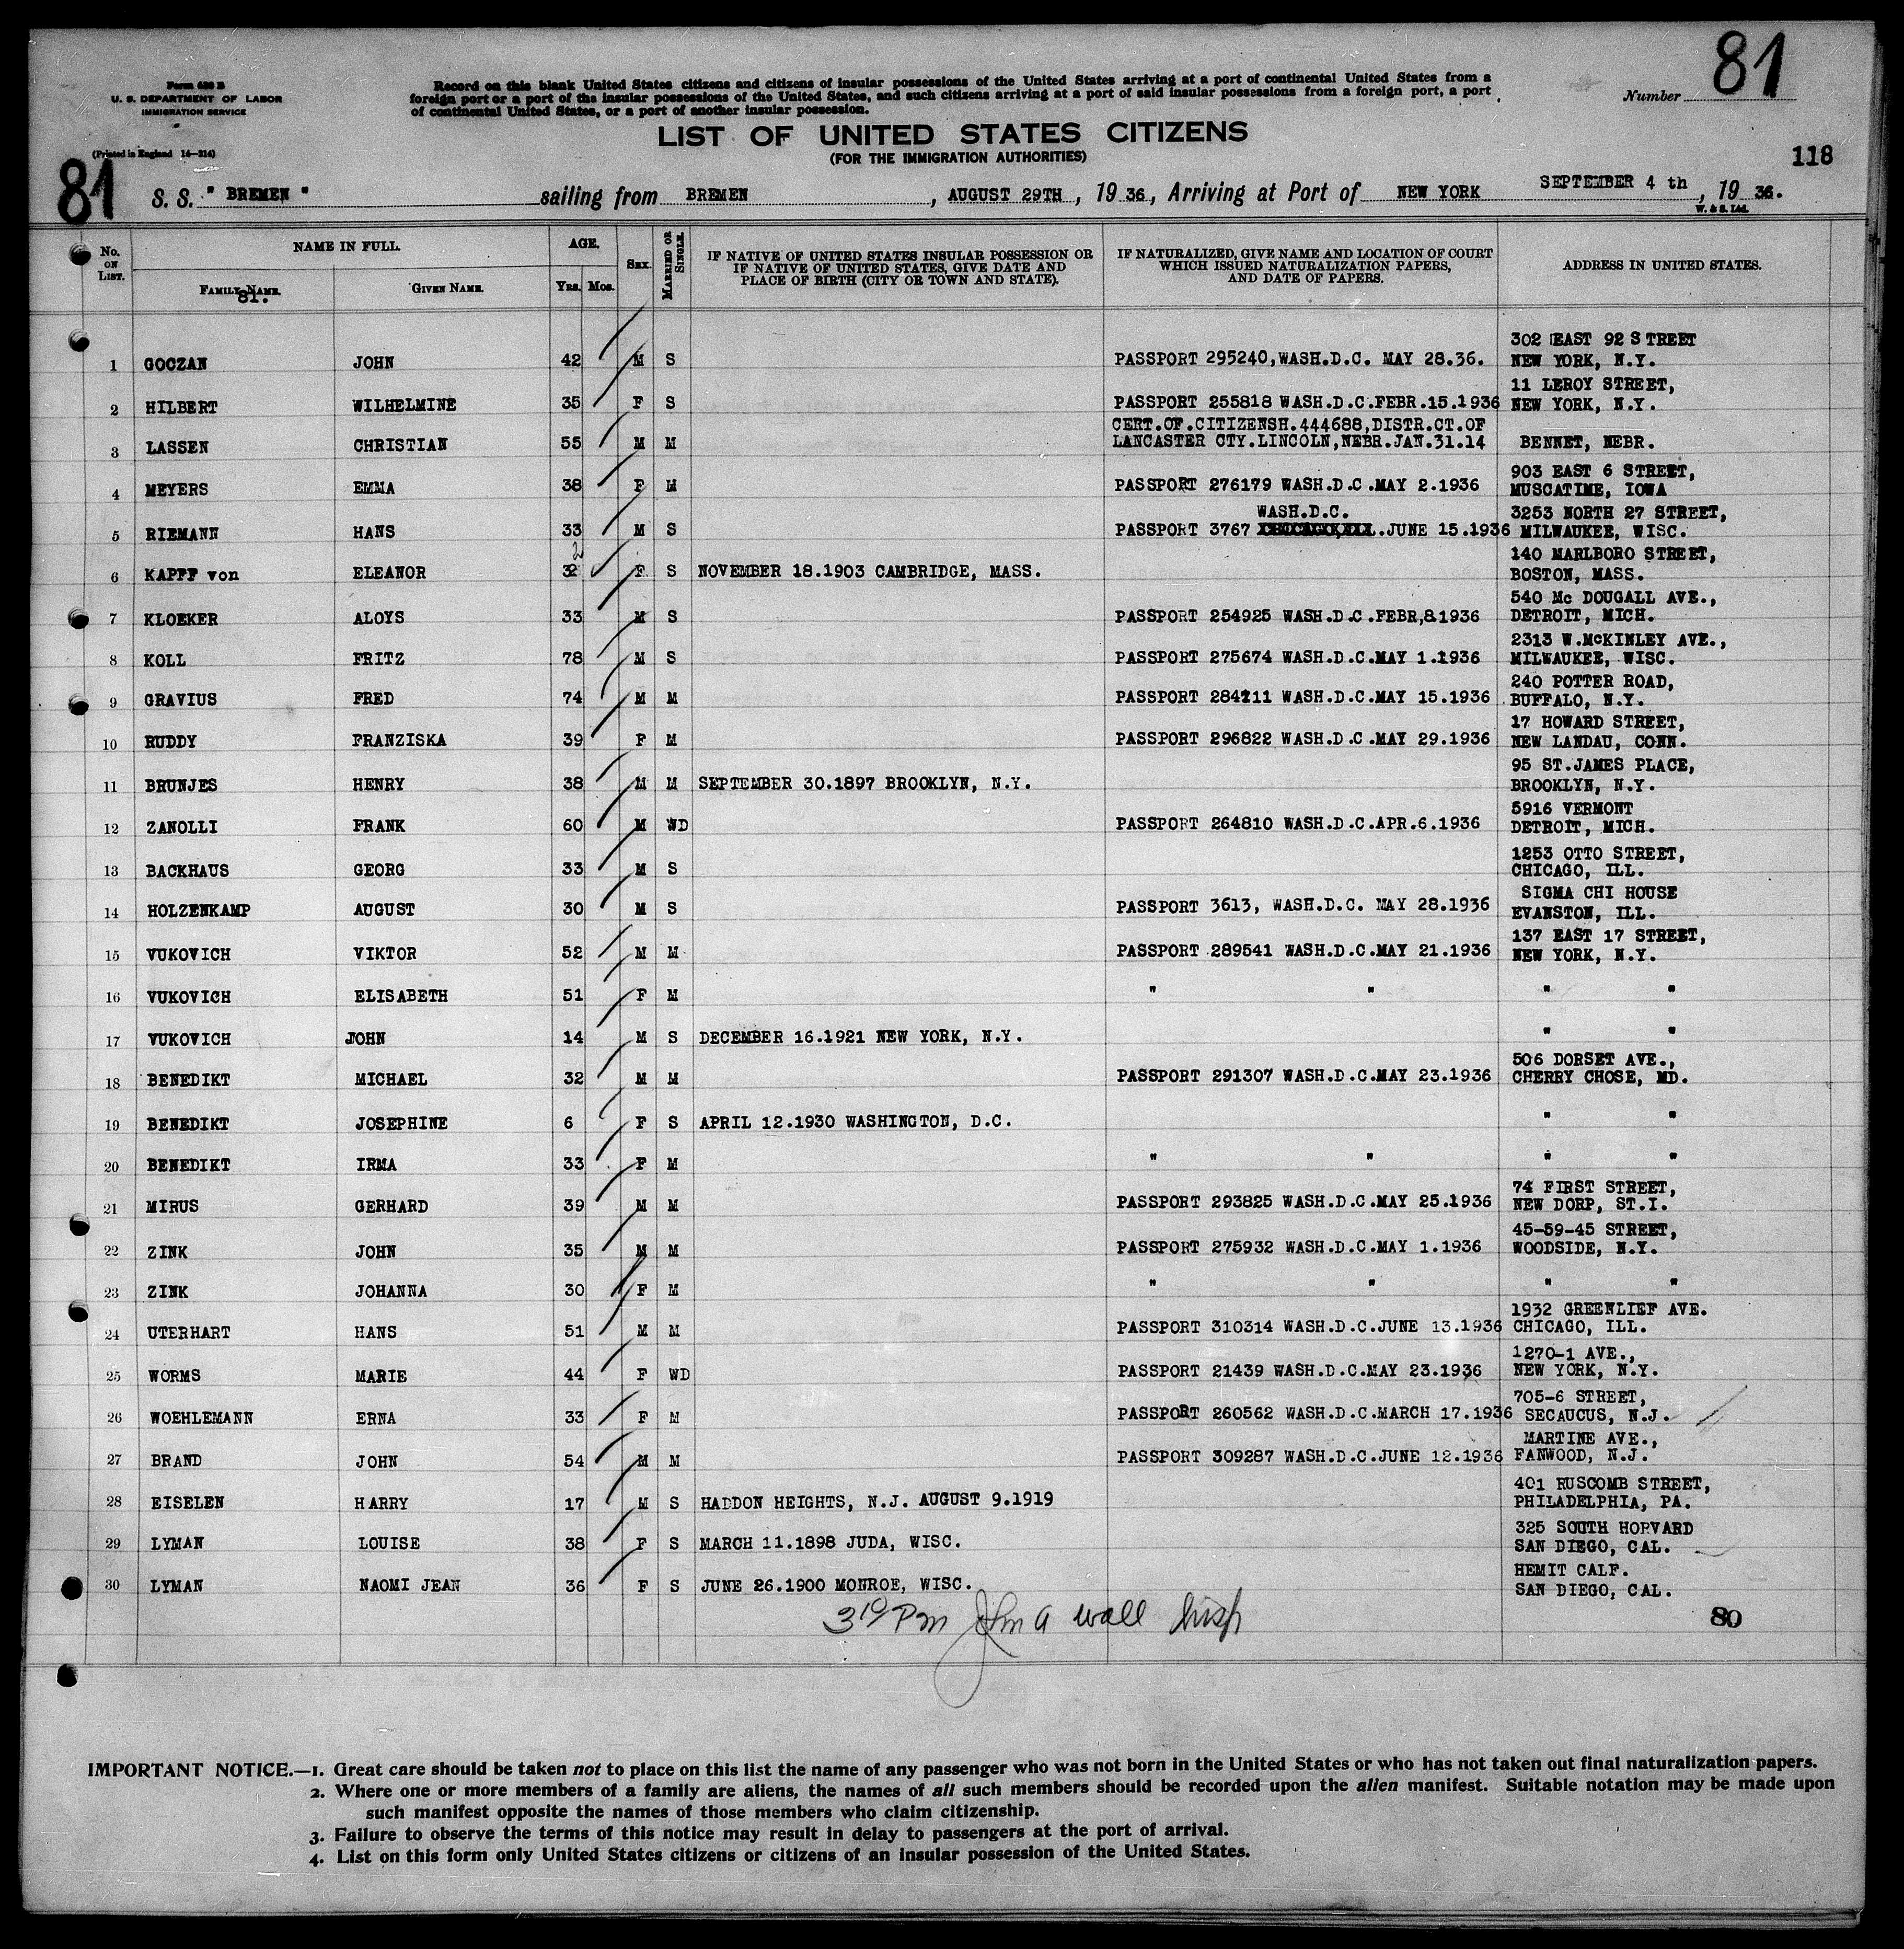 Form 630 B
U. S. DEPARTMENT OF LABOR
IMMIGRATION SERVICE
(Printed in England 14—214)
Record on this blank United States citizens and citizens of insular possessions of the United States arriving at a port of continental United States from a
foreign port or a port of the insular possessions of the United States, and such citizens arriving at a port of said insular possessions from a foreign port, a port
of continental United States, or a port of another insular possession.
Number 81
LIST OF UNITED STATES CITIZENS
(FOR THE IMMIGRATION AUTHORITIES)
118
81
S. S. " BREMEN " sailing from BREMEN, AUGUST 29TH, 19 36, Arriving at Port of NEW YORK SEPTEMBER 4 th, 19 36.
W. & S. Ltd.
No. ON LIST. NAME IN FULL. FAMILY NAME. 81. GIVEN NAME. AGE. YRS. MOS. SEX. MARRIED OR SINGLE. IF NATIVE OF UNITED STATES INSULAR POSSESSION OR IF NATIVE OF UNITED STATES, GIVE DATE AND PLACE OF BIRTH (CITY OR TOWN AND STATE). IF NATURALIZED, GIVE NAME AND LOCATION OF COURT WHICH ISSUED NATURALIZATION PAPERS, AND DATE OF PAPERS. ADDRESS IN UNITED STATES.
302 EAST 92 STREET
1 GOCZAN JOHN 42 M S PASSPORT 295240, WASH.D.C. MAY 28.36. NEW YORK, N.Y.
11 LEROY STREET,
2 HILBERT WILHELMINE 35 F S PASSPORT 255818 WASH.D.C.FEBR.15.1936 NEW YORK, N.Y.
CERT.OF.CITIZENSH.444688,DISTR.CT.OF
3 LASSEN CHRISTIAN 55 M M LANCASTER CTY.LINCOLN,NEBR.JAN.31.14 BENNET, NEBR.
903 EAST 6 STREET,
4 MEYERS EMMA 38 F M PASSPORT 276179 WASH.D.C.MAY 2.1936 MUSCATINE, IOWA
WASH.D.C. 3253 NORTH 27 STREET,
5 RIEMANN HANS 33 M S PASSPORT 3767 .JUNE 15.1936 MILWAUKEE, WISC.
2 140 MARLBORO STREET,
6 KAPFF von ELEANOR 32 F S NOVEMBER 18.1903 CAMBRIDGE, MASS. BOSTON, MASS.
540 Mc DOUGALL AVE.,
7 KLOEKER ALOYS 33 M S PASSPORT 254925 WASH.D.C.FEBR,8.1936 DETROIT, MICH.
2313 W.McKINLEY AVE.,
8 KOLL FRITZ 78 M S PASSPORT 275674 WASH.D.C.MAY 1.1936 MILWAUKEE, WISC.
240 POTTER ROAD,
9 GRAVIUS FRED 74 M M PASSPORT 284211 WASH.D.C.MAY 15.1936 BUFFALO, N.Y.
17 HOWARD STREET,
10 RUDDY FRANZISKA 39 F M PASSPORT 296822 WASH.D.C.MAY 29.1936 NEW LANDAU, CONN.
95 ST.JAMES PLACE,
11 BRUNJES HENRY 38 M M SEPTEMBER 30.1897 BROOKLYN, N.Y. BROOKLYN, N.Y.
5916 VERMONT
12 ZANOLLI FRANK 60 M WD PASSPORT 264810 WASH.D.C.APR.6.1936 DETROIT, MICH.
1253 OTTO STREET,
13 BACKHAUS GEORG 33 M S CHICAGO, ILL.
SIGMA CHI HOUSE
14 HOLZENKAMP AUGUST 30 M S PASSPORT 3613, WASH.D.C. MAY 28.1936 EVANSTON, ILL.
137 EAST 17 STREET,
15 VUKOVICH VIKTOR 52 M M PASSPORT 289541 WASH.D.C.MAY 21.1936 NEW YORK, N.Y.
16 VUKOVICH ELISABETH 51 F M " " " "
17 VUKOVICH JOHN 14 M S DECEMBER 16.1921 NEW YORK, N.Y. " "
506 DORSET AVE.,
18 BENEDIKT MICHAEL 32 M M PASSPORT 291307 WASH.D.C.MAY 23.1936 CHERRY CHOSE, MD.
19 BENEDIKT JOSEPHINE 6 F S APRIL 12.1930 WASHINGTON, D.C. " "
20 BENEDIKT IRMA 33 F M " " " "
74 FIRST STREET,
21 MIRUS GERHARD 39 M M PASSPORT 293825 WASH.D.C.MAY 25.1936 NEW DORP, ST.I.
45-59-45 STREET,
22 ZINK JOHN 35 M M PASSPORT 275932 WASH.D.C.MAY 1.1936 WOODSIDE, N.Y.
23 ZINK JOHANNA 30 F M " " " "
1932 GREENLIEF AVE.
24 UTERHART HANS 51 M M PASSPORT 310314 WASH.D.C.JUNE 13.1936 CHICAGO, ILL.
1270-1 AVE.,
25 WORMS MARIE 44 F WD PASSPORT 21439 WASH.D.C.MAY 23.1936 NEW YORK, N.Y.
705-6 STREET,
26 WOEHLEMANN ERNA 33 F M PASSPORT 260562 WASH.D.C.MARCH 17.1936 SECAUCUS, N.J.
MARTINE AVE.,
27 BRAND JOHN 54 M M PASSPORT 309287 WASH.D.C.JUNE 12.1936 FANWOOD, N.J.
401 RUSCOMB STREET,
28 EISELEN HARRY 17 M S HADDON HEIGHTS, N.J. AUGUST 9.1919 PHILADELPHIA, PA.
325 SOUTH HORVARD
29 LYMAN LOUISE 38 F S MARCH 11.1898 JUDA, WISC. SAN DIEGO, CAL.
HEMIT CALF.
30 LYMAN NAOMI JEAN 36 F S JUNE 26.1900 MONROE, WISC. SAN DIEGO, CAL.
3 10 Pm John A Wall Insp
80
IMPORTANT NOTICE.—1. Great care should be taken not to place on this list the name of any passenger who was not born in the United States or who has not taken out final naturalization papers.
2. Where one or more members of a family are aliens, the names of all such members should be recorded upon the alien manifest. Suitable notation may be made upon
such manifest opposite the names of those members who claim citizenship.
3. Failure to observe the terms of this notice may result in delay to passengers at the port of arrival.
4. List on this form only United States citizens or citizens of an insular possession of the United States.